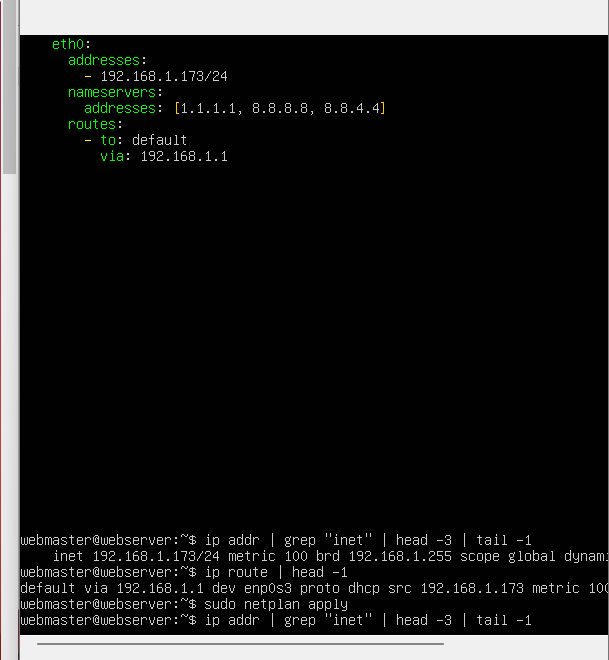 eth0:
addresses:
- 192.168.1.173/24
nameservers:
addresses: [1.1.1.1, 8.8.8.8, 8.8.4.4]
routes:
- to: default
via: 192.168.1.1
webmaster@webserver:~$ ip addr | grep "inet" | head -3 | tail -1
inet 192.168.1.173/24 metric 100 brd 192.168.1.255 scope global dynami
webmaster@webserver:~$ ip route | head -1
default via 192.168.1.1 dev enp0s3 proto dhcp src 192.168.1.173 metric 100
webmaster@webserver:~$ sudo netplan apply
webmaster@webserver:~$ ip addr | grep "inet" | head -3 | tail -1